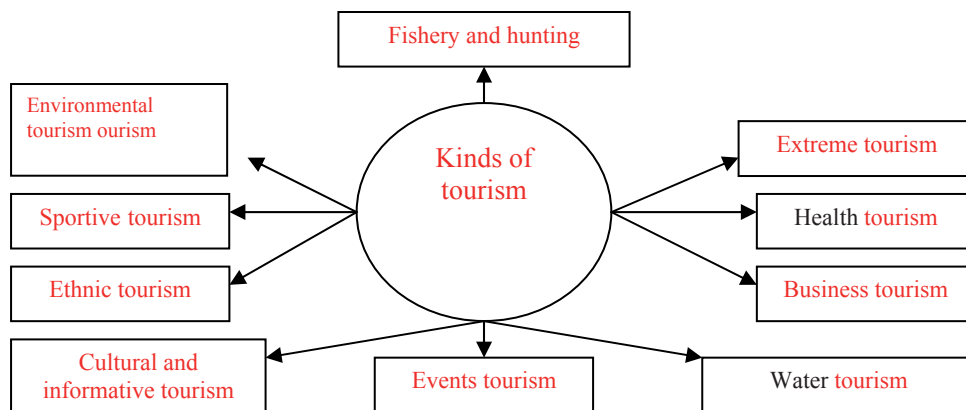 Fishery and hunting
Environmental
tourism ourism
Kinds of
tourism
Extreme tourism
Sportive tourism
Health tourism
Ethnic tourism
Business tourism
Cultural and
informative tourism
Events tourism
Water tourism